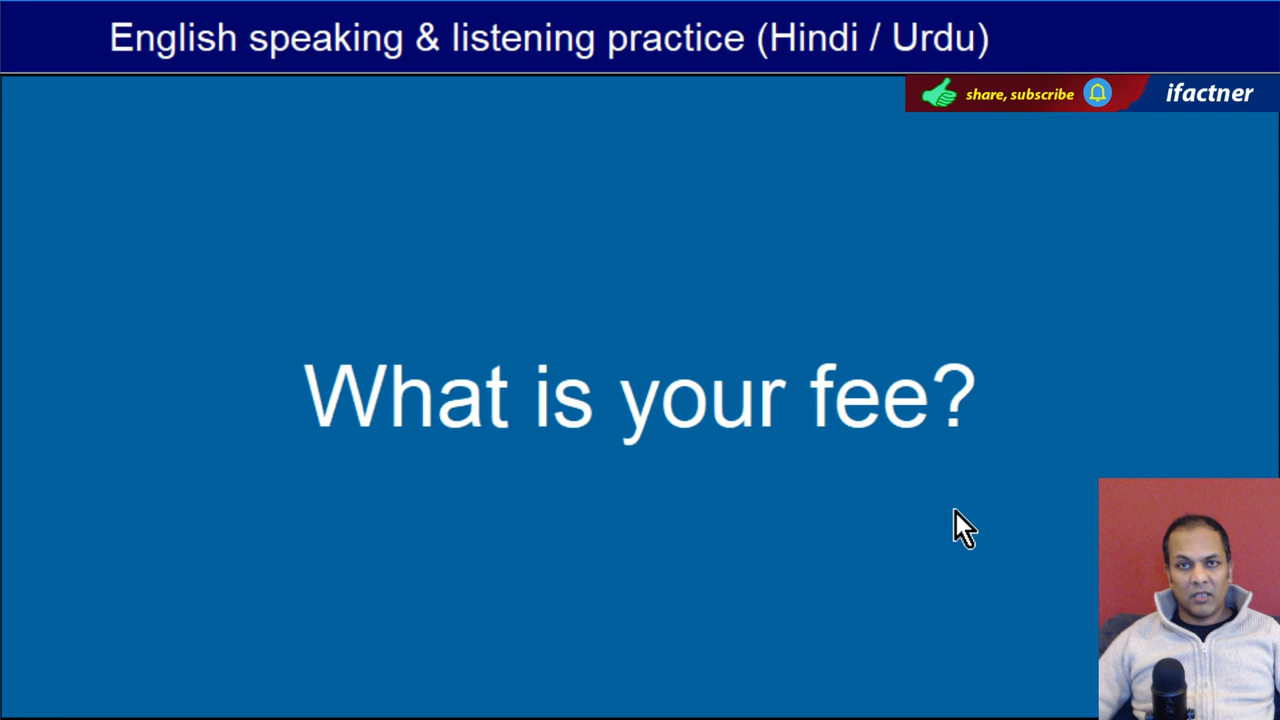 English speaking & listening practice (Hindi / Urdu)
share, subscribe
ifactner
What is your fee?